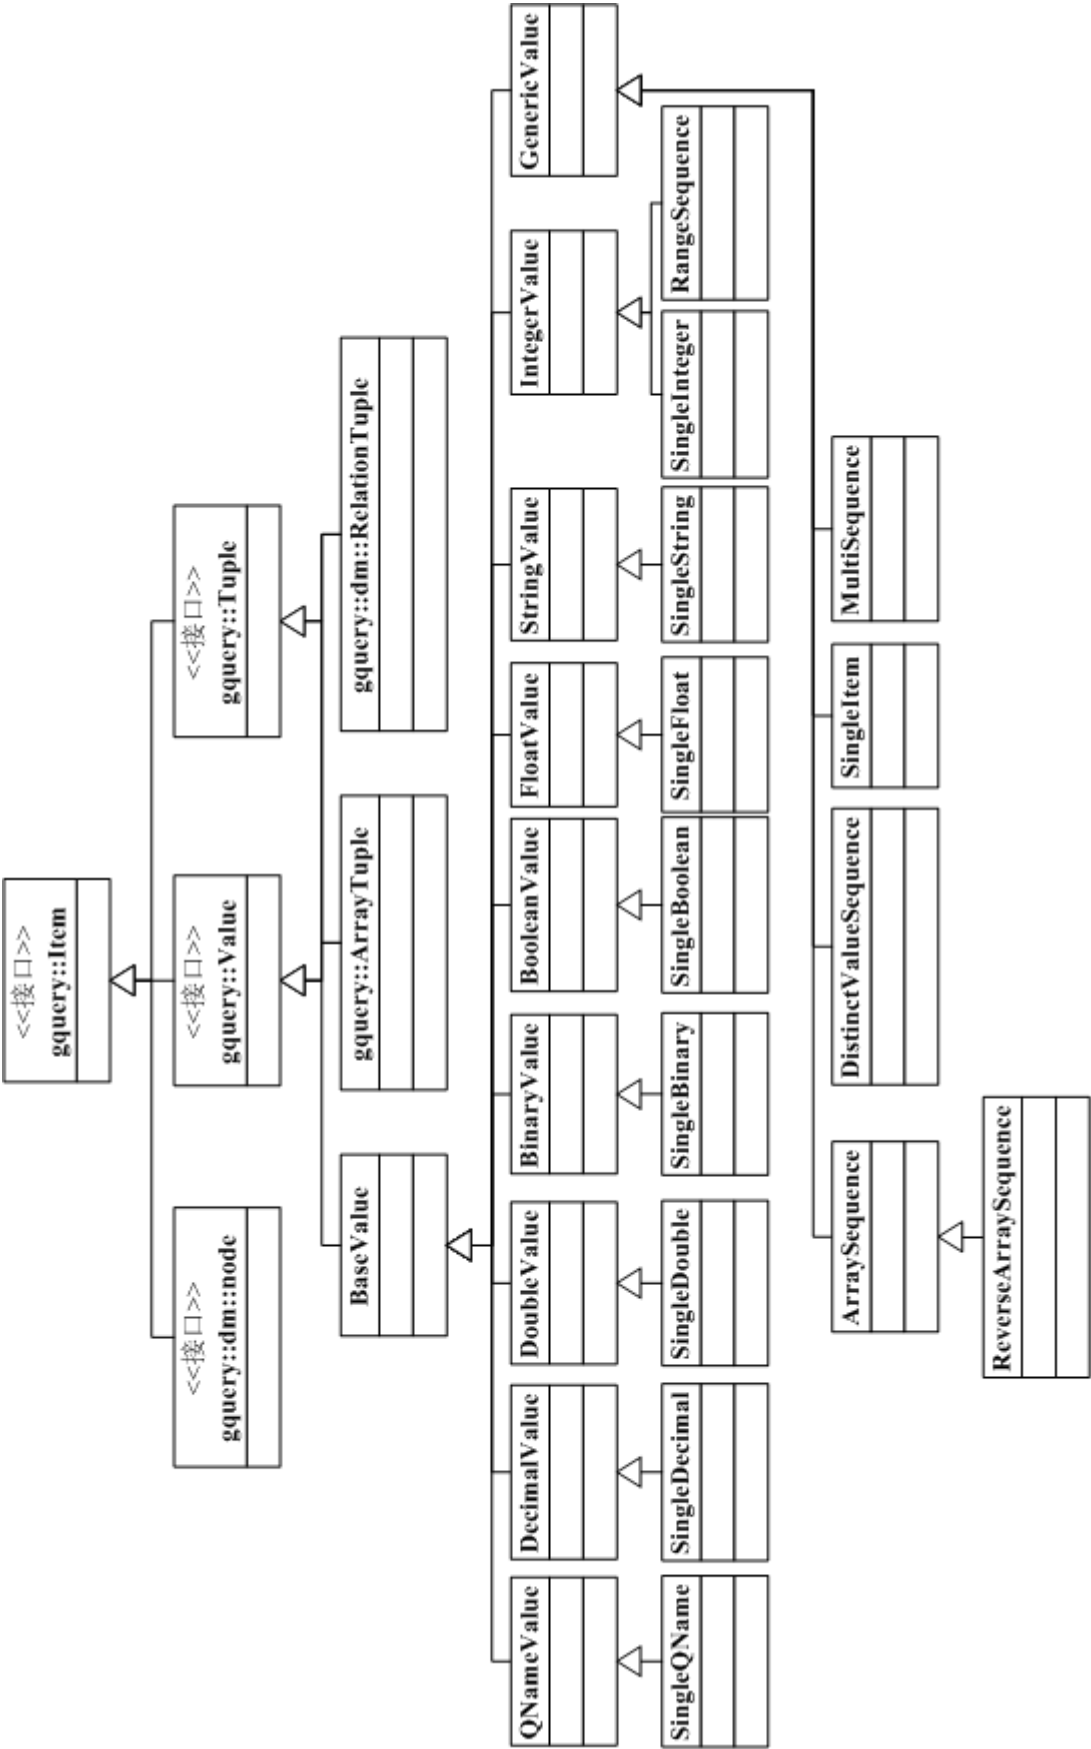 <<接口>>
gquery::Item
<<接口>>
gquery::dm::node
<<接口>>
gquery::Value
<<接口>>
gquery::Tuple
BaseValue
gquery::ArrayTuple
gquery::dm::RelationTuple
QNameValue
DecimalValue
DoubleValue
BinaryValue
BooleanValue
FloatValue
StringValue
IntegerValue
GenericValue
SingleQName
SingleDecimal
SingleDouble
SingleBinary
SingleBoolean
SingleFloat
SingleString
SingleInteger
RangeSequence
ArraySequence
DistinctValueSequence
SingleItem
MultiSequence
ReverseArraySequence